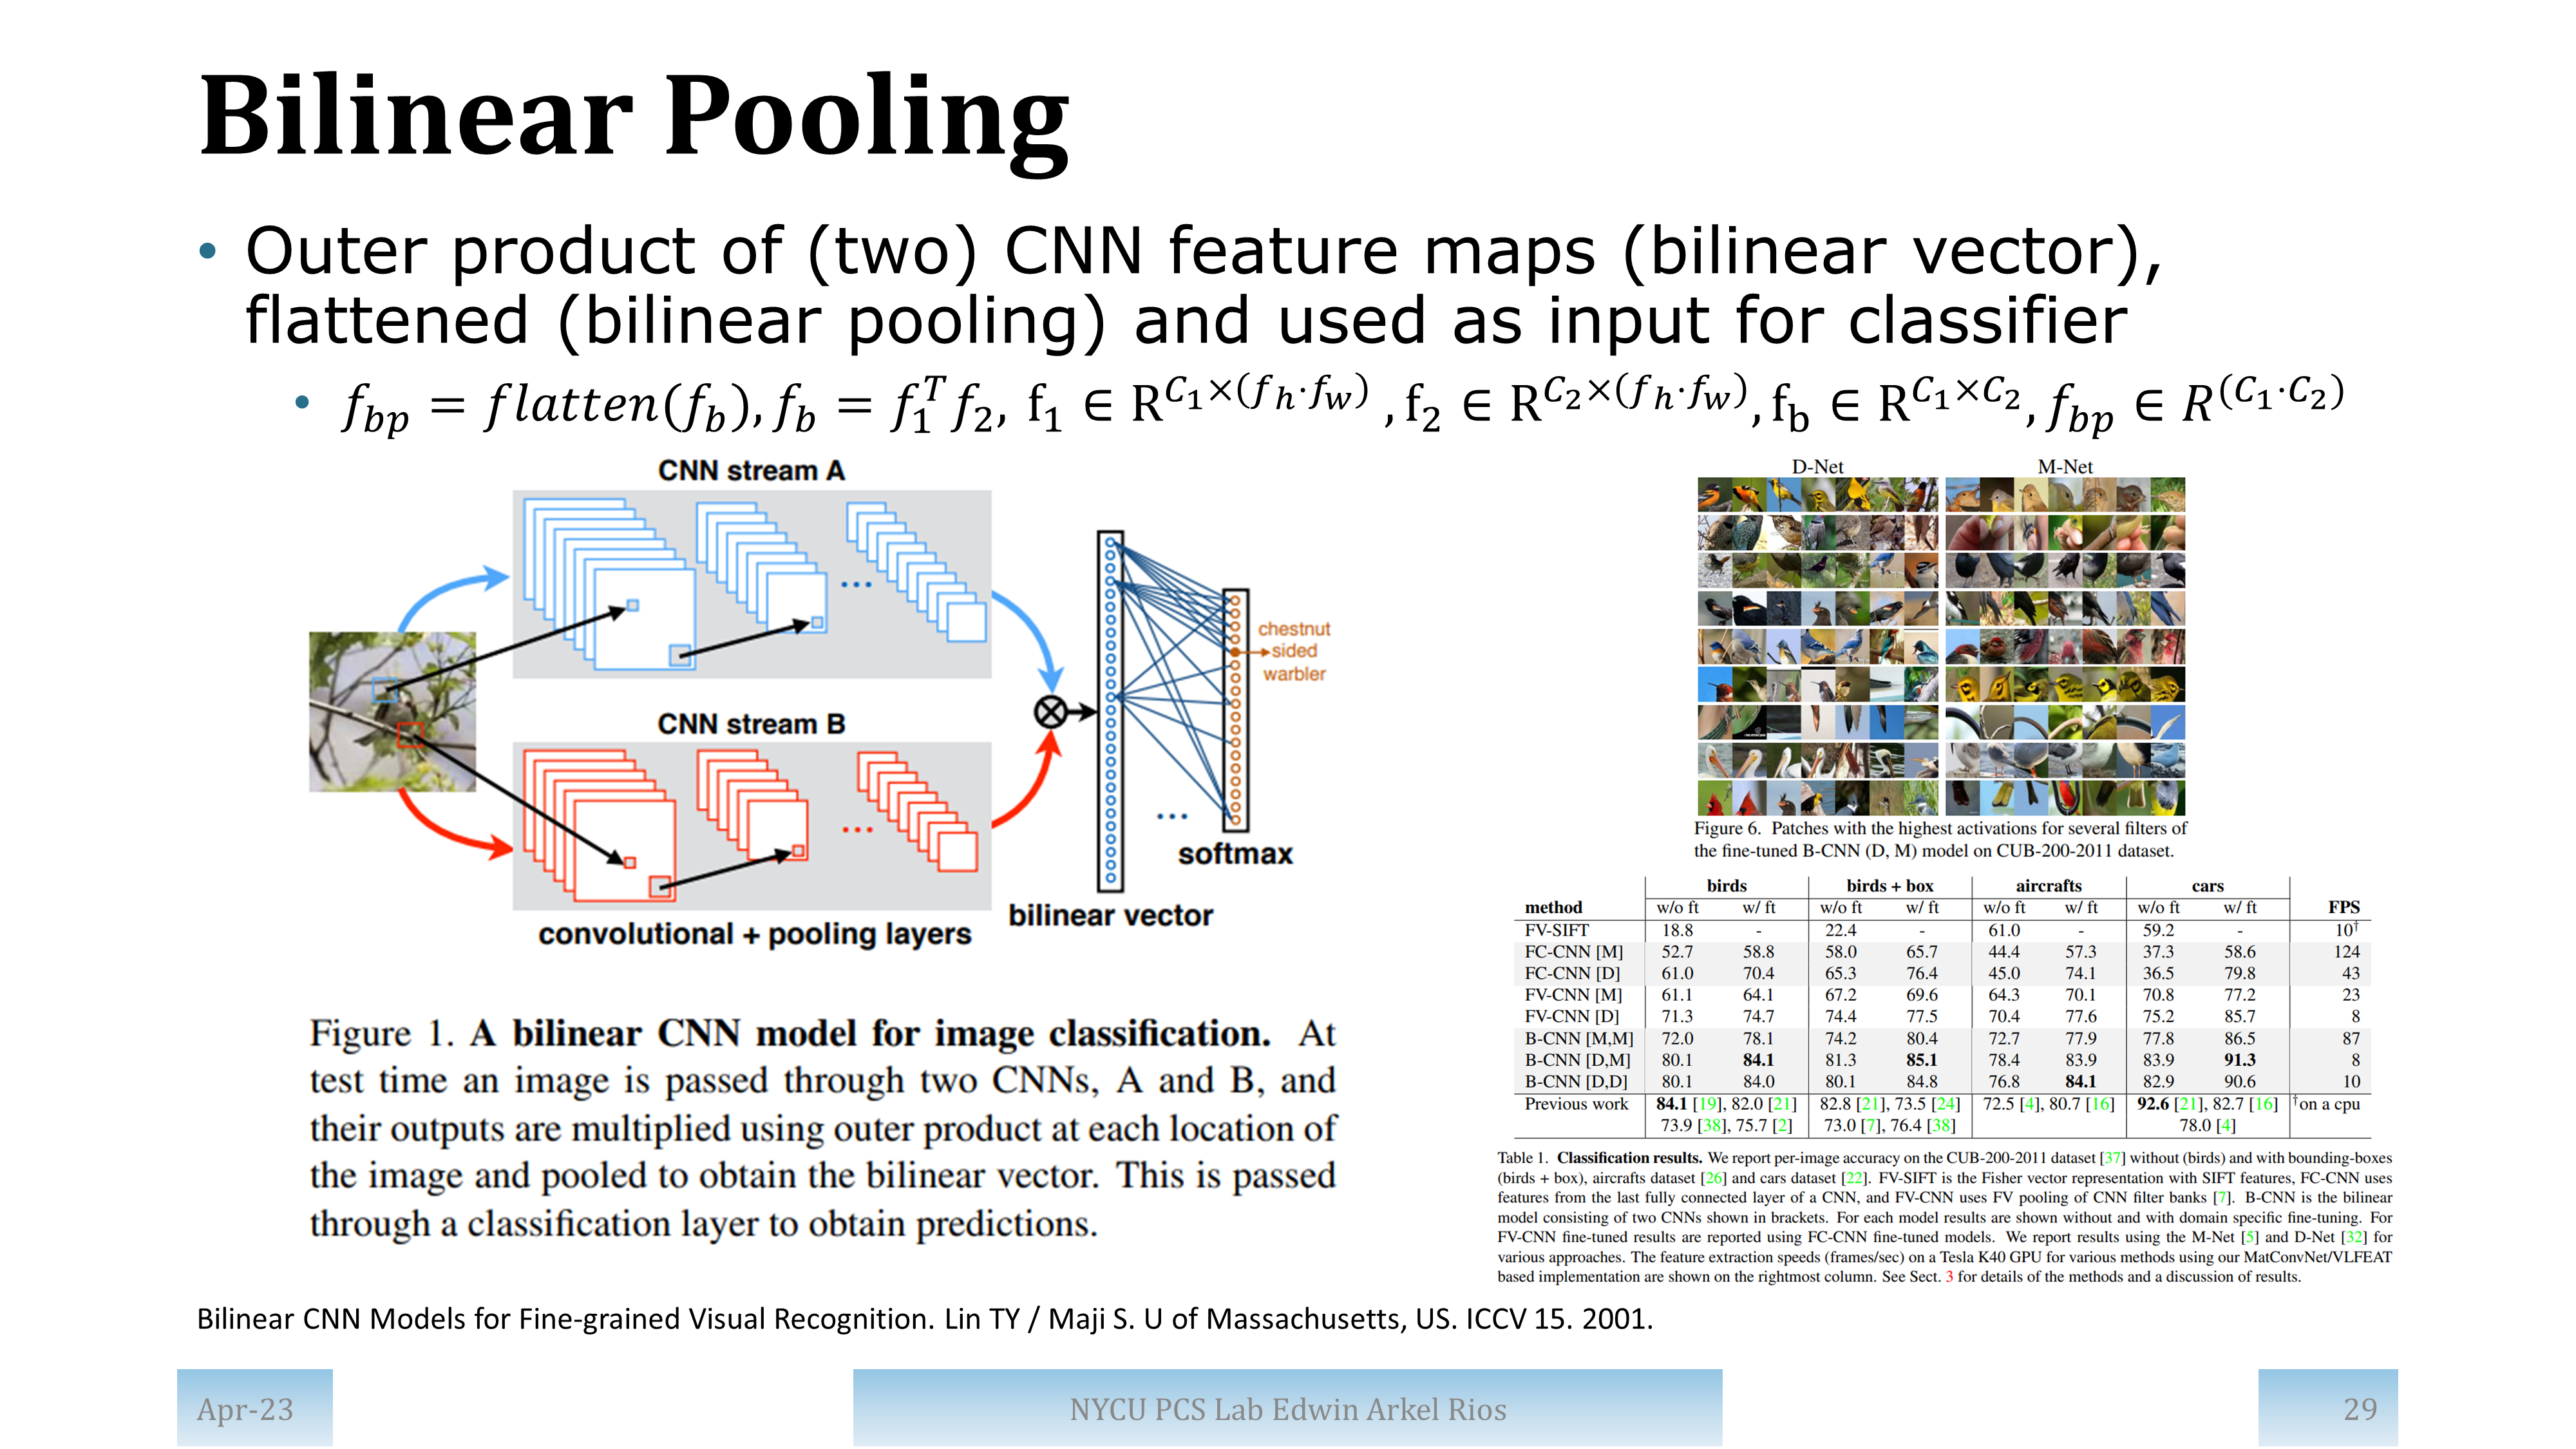 Bilinear Pooling
• Outer product of (two) CNN feature maps (bilinear vector),
flattened (bilinear pooling) and used as input for classifier
• f_bp = flatten(f_b), f_b = f_1^T f_2, f_1 ∈ R^{C_1×(f_h·f_w)} , f_2 ∈ R^{C_2×(f_h·f_w)}, f_b ∈ R^{C_1×C_2}, f_bp ∈ R^{(C_1·C_2)}
CNN stream A
...
chestnut
sided
warbler
CNN stream B
...
...
softmax
bilinear vector
convolutional + pooling layers
Figure 1. A bilinear CNN model for image classification. At
test time an image is passed through two CNNs, A and B, and
their outputs are multiplied using outer product at each location of
the image and pooled to obtain the bilinear vector. This is passed
through a classification layer to obtain predictions.
D-Net M-Net
Figure 6. Patches with the highest activations for several filters of
the fine-tuned B-CNN (D, M) model on CUB-200-2011 dataset.
birds birds + box aircrafts cars
method w/o ft w/ ft w/o ft w/ ft w/o ft w/ ft w/o ft w/ ft FPS
FV-SIFT 18.8 - 22.4 - 61.0 - 59.2 - 10†
FC-CNN [M] 52.7 58.8 58.0 65.7 44.4 57.3 37.3 58.6 124
FC-CNN [D] 61.0 70.4 65.3 76.4 45.0 74.1 36.5 79.8 43
FV-CNN [M] 61.1 64.1 67.2 69.6 64.3 70.1 70.8 77.2 23
FV-CNN [D] 71.3 74.7 74.4 77.5 70.4 77.6 75.2 85.7 8
B-CNN [M,M] 72.0 78.1 74.2 80.4 72.7 77.9 77.8 86.5 87
B-CNN [D,M] 80.1 84.1 81.3 85.1 78.4 83.9 83.9 91.3 8
B-CNN [D,D] 80.1 84.0 80.1 84.8 76.8 84.1 82.9 90.6 10
Previous work 84.1 [19], 82.0 [21] 82.8 [21], 73.5 [24] 72.5 [4], 80.7 [16] 92.6 [21], 82.7 [16] †on a cpu
73.9 [38], 75.7 [2] 73.0 [7], 76.4 [38] 78.0 [4]
Table 1. Classification results. We report per-image accuracy on the CUB-200-2011 dataset [37] without (birds) and with bounding-boxes
(birds + box), aircrafts dataset [26] and cars dataset [22]. FV-SIFT is the Fisher vector representation with SIFT features, FC-CNN uses
features from the last fully connected layer of a CNN, and FV-CNN uses FV pooling of CNN filter banks [7]. B-CNN is the bilinear
model consisting of two CNNs shown in brackets. For each model results are shown without and with domain specific fine-tuning. For
FV-CNN fine-tuned results are reported using FC-CNN fine-tuned models. We report results using the M-Net [5] and D-Net [32] for
various approaches. The feature extraction speeds (frames/sec) on a Tesla K40 GPU for various methods using our MatConvNet/VLFEAT
based implementation are shown on the rightmost column. See Sect. 3 for details of the methods and a discussion of results.
Bilinear CNN Models for Fine-grained Visual Recognition. Lin TY / Maji S. U of Massachusetts, US. ICCV 15. 2001.
Apr-23
NYCU PCS Lab Edwin Arkel Rios
29